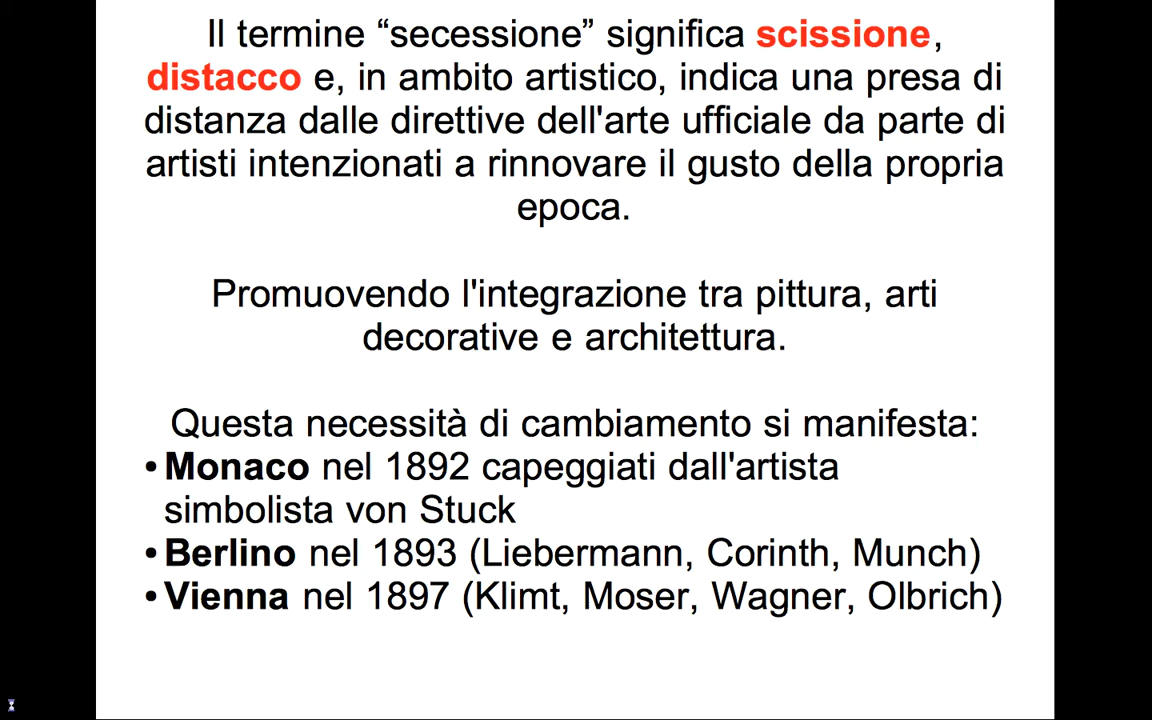 Il termine “secessione” significa scissione,
distacco e, in ambito artistico, indica una presa di
distanza dalle direttive dell'arte ufficiale da parte di
artisti intenzionati a rinnovare il gusto della propria
epoca.
Promuovendo l'integrazione tra pittura, arti
decorative e architettura.
Questa necessità di cambiamento si manifesta:
• Monaco nel 1892 capeggiati dall'artista
simbolista von Stuck
• Berlino nel 1893 (Liebermann, Corinth, Munch)
• Vienna nel 1897 (Klimt, Moser, Wagner, Olbrich)